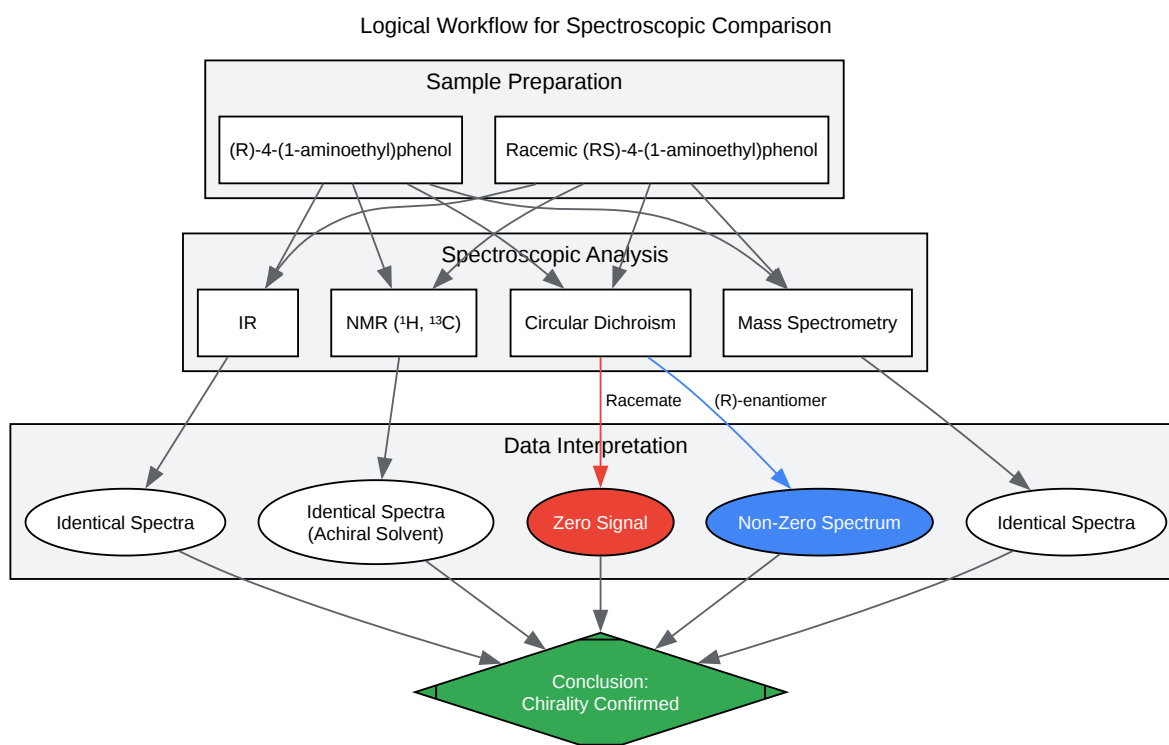 Logical Workflow for Spectroscopic Comparison
Sample Preparation
(R)-4-(1-aminoethyl)phenol
Racemic (RS)-4-(1-aminoethyl)phenol
Spectroscopic Analysis
IR
NMR (¹H, ¹³C)
Circular Dichroism
Mass Spectrometry
Racemate
(R)-enantiomer
Data Interpretation
Identical Spectra
Identical Spectra
(Achiral Solvent)
Zero Signal
Non-Zero Spectrum
Identical Spectra
Conclusion:
Chirality Confirmed